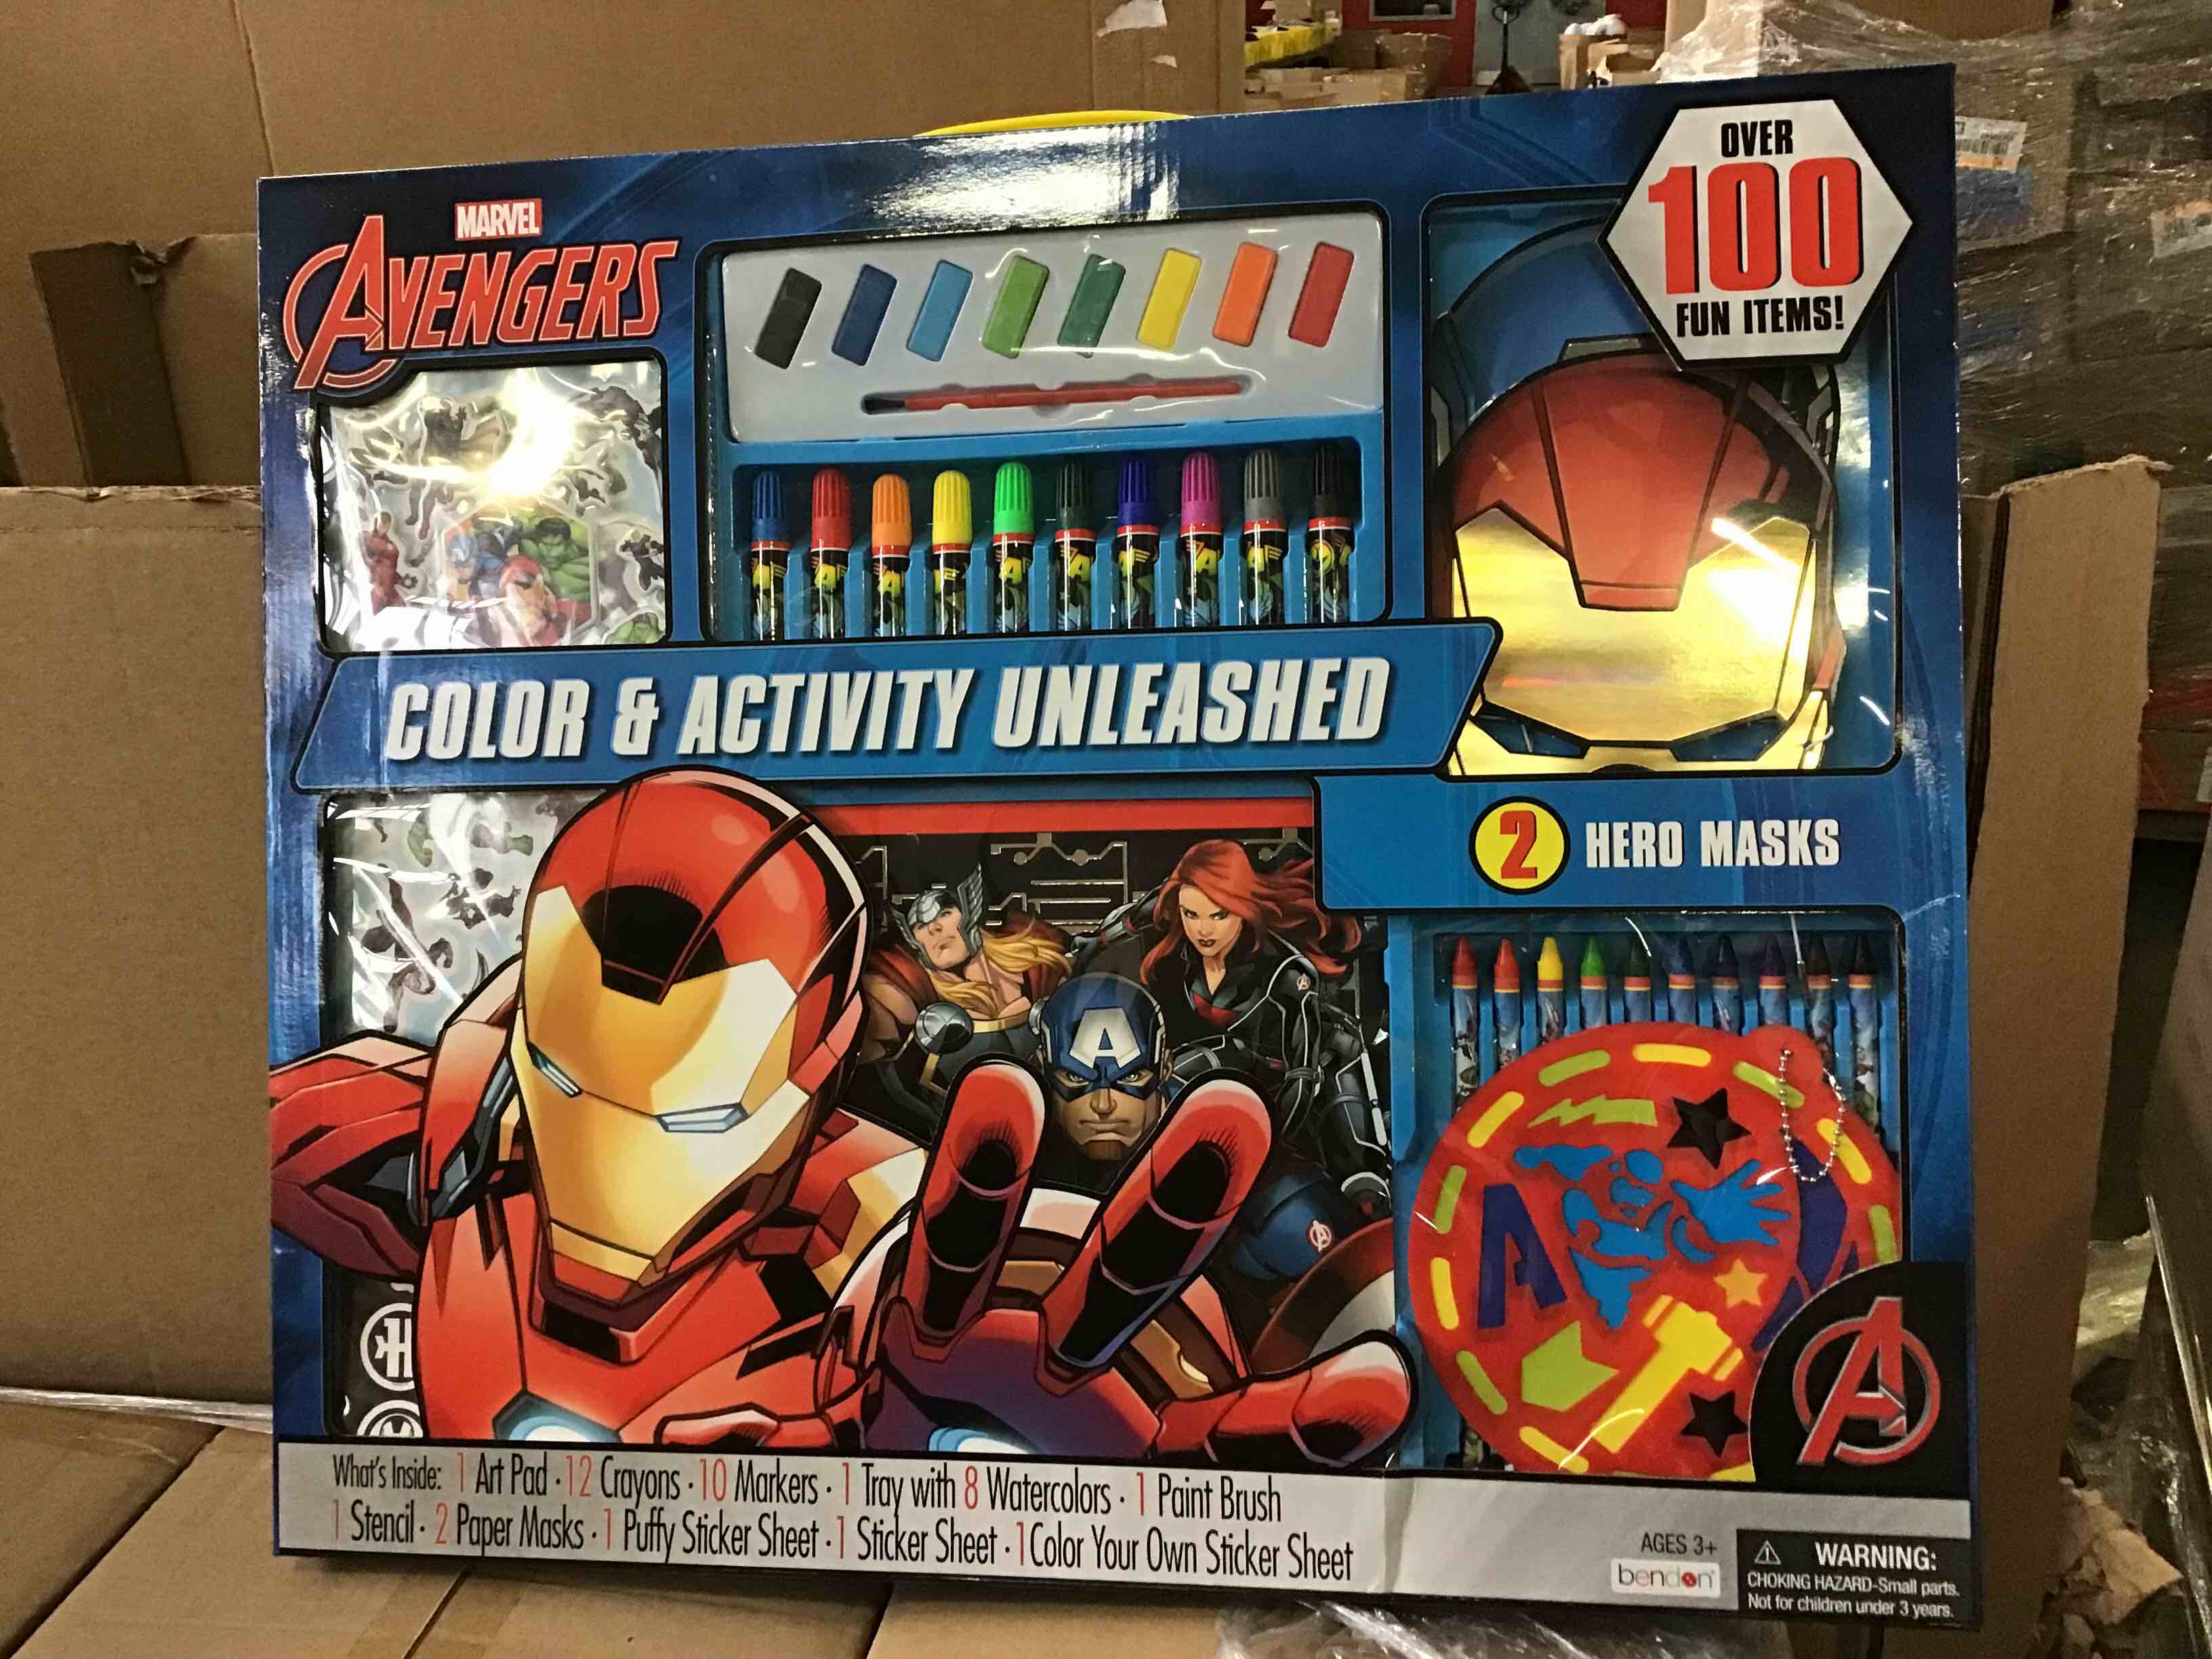 MARVEL
AVENGERS
OVER
100
FUN ITEMS!
COLOR & ACTIVITY UNLEASHED
2 HERO MASKS
A
A
A
What's Inside: 1 Art Pad · 12 Crayons · 10 Markers · 1 Tray with 8 Watercolors · 1 Paint Brush
1 Stencil · 2 Paper Masks · 1 Puffy Sticker Sheet · 1 Sticker Sheet · 1 Color Your Own Sticker Sheet
AGES 3+
bendon
WARNING:
CHOKING HAZARD-Small parts.
Not for children under 3 years.